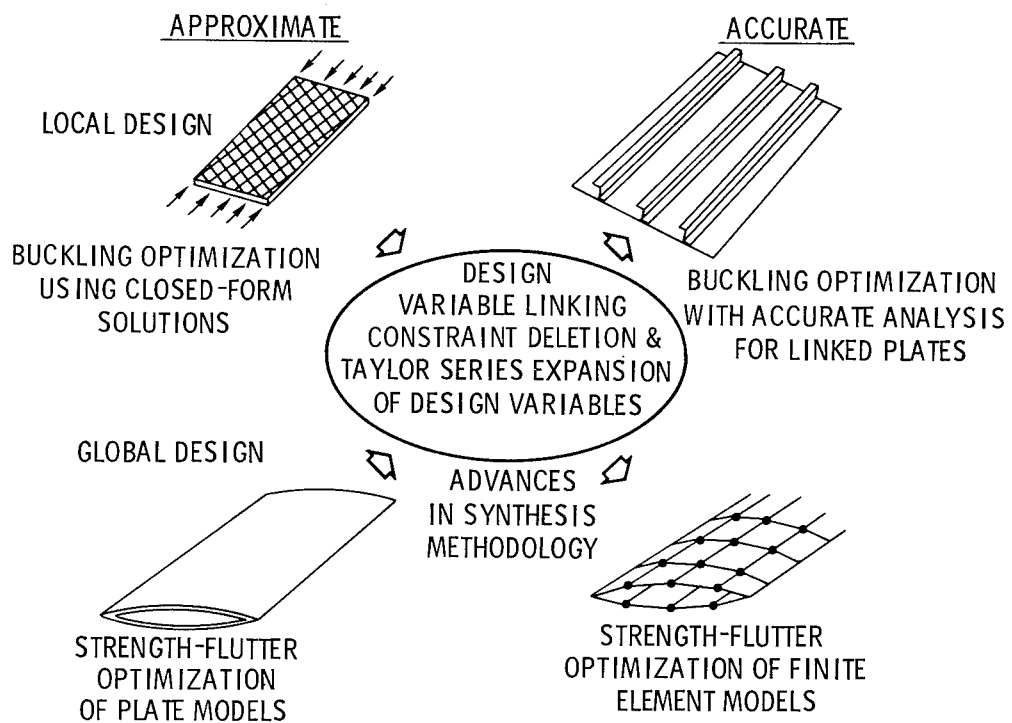 APPROXIMATE
ACCURATE
LOCAL DESIGN
BUCKLING OPTIMIZATION
USING CLOSED-FORM
SOLUTIONS
BUCKLING OPTIMIZATION
WITH ACCURATE ANALYSIS
FOR LINKED PLATES
DESIGN
VARIABLE LINKING
CONSTRAINT DELETION &
TAYLOR SERIES EXPANSION
OF DESIGN VARIABLES
GLOBAL DESIGN
ADVANCES
IN SYNTHESIS
METHODOLOGY
STRENGTH-FLUTTER
OPTIMIZATION
OF PLATE MODELS
STRENGTH-FLUTTER
OPTIMIZATION OF FINITE
ELEMENT MODELS